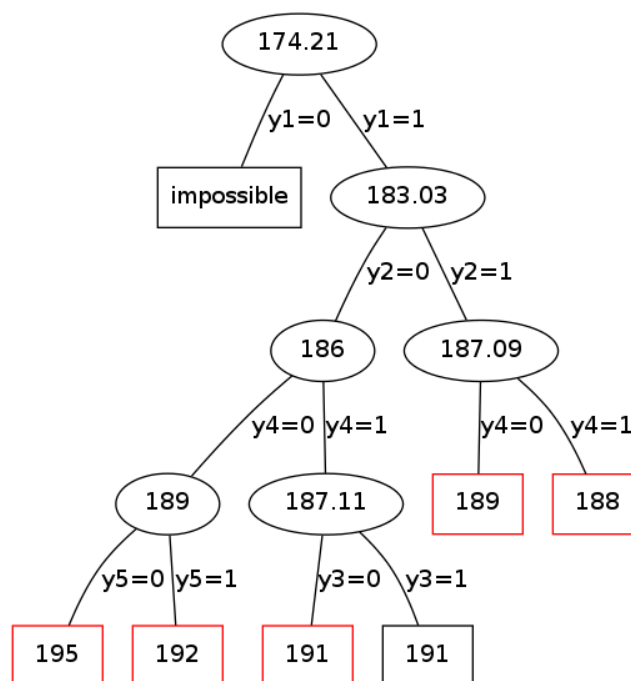 174.21
y1=0
y1=1
impossible
183.03
y2=0
y2=1
186
187.09
y4=0
y4=1
y4=0
y4=1
189
187.11
189
188
y5=0
y5=1
y3=0
y3=1
195
192
191
191